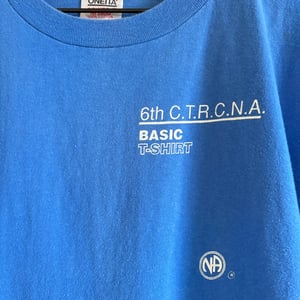 ONEITA
6th C.T.R.C.N.A.
BASIC
T-SHIRT
NA